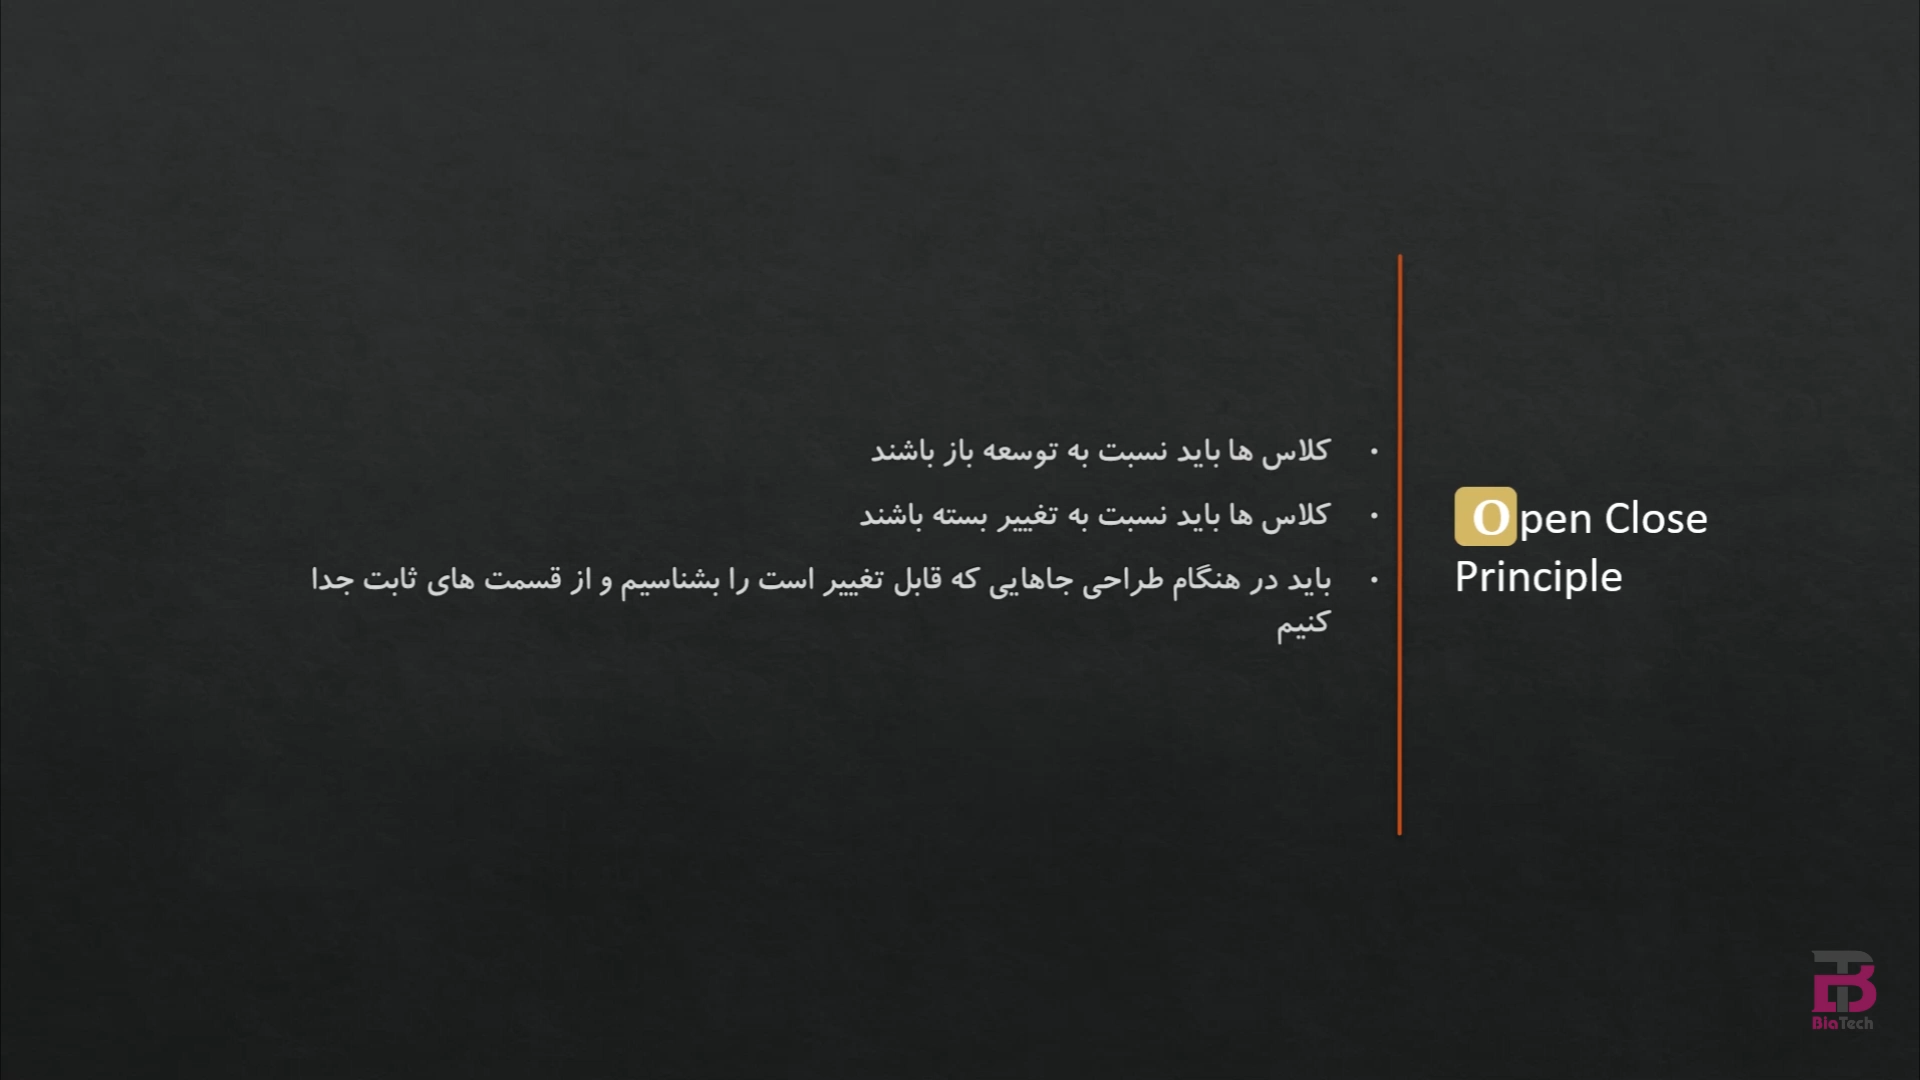 Open Close
Principle
• کلاس ها باید نسبت به توسعه باز باشند
• کلاس ها باید نسبت به تغییر بسته باشند
• باید در هنگام طراحی جاهایی که قابل تغییر است را بشناسیم و از قسمت های ثابت جدا
کنیم
BiaTech